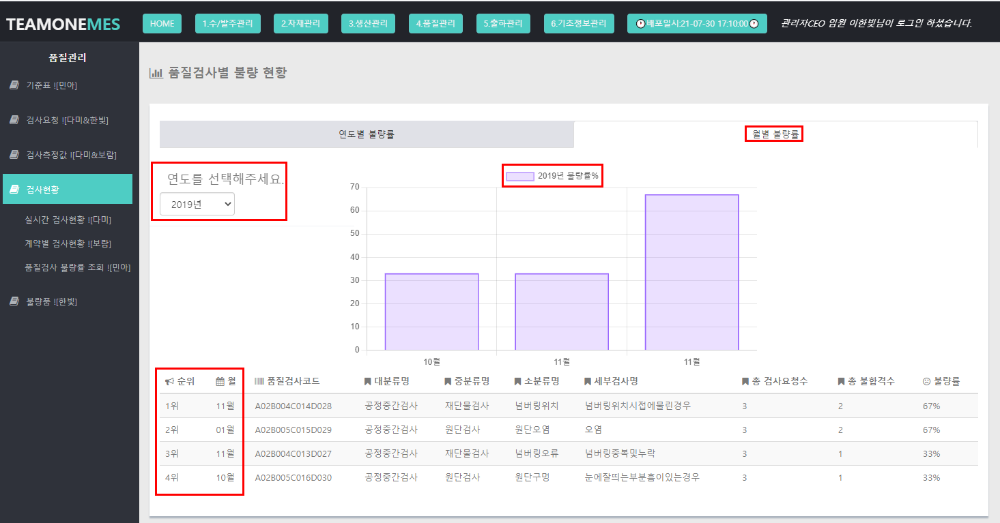 TEAMONEMES HOME 1.수/발주관리 2.자재관리 3.생산관리 4.품질관리 5.출하관리 6.기초정보관리 배포일시:21-07-30 17:10:00 관리자CEO 임원 이한빛님이 로그인 하셨습니다.
품질관리
기준표 ![민아]
검사요청 ![다미&한빛]
검사측정값 ![다미&보람]
검사현황
실시간 검사현황 ![다미]
계약별 검사현황 ![보람]
품질검사 불량률 조회 ![민아]
불량품 ![한빛]
품질검사별 불량 현황
연도별 불량률 월별 불량률
연도를 선택해주세요.
2019년
2019년 불량률%
70
60
50
40
30
20
10
0
10월 11월 11월
순위 월 품질검사코드 대분류명 중분류명 소분류명 세부검사명 총 검사요청수 총 불합격수 불량률
1위 11월 A02B004C014D028 공정중간검사 재단물검사 넘버링위치 넘버링위치시접에물린경우 3 2 67%
2위 01월 A02B005C015D029 공정중간검사 원단검사 원단오염 오염 3 2 67%
3위 11월 A02B004C013D027 공정중간검사 재단물검사 넘버링오류 넘버링중복및누락 3 1 33%
4위 10월 A02B005C016D030 공정중간검사 원단검사 원단구멍 눈에잘띄는부분흠이있는경우 3 1 33%